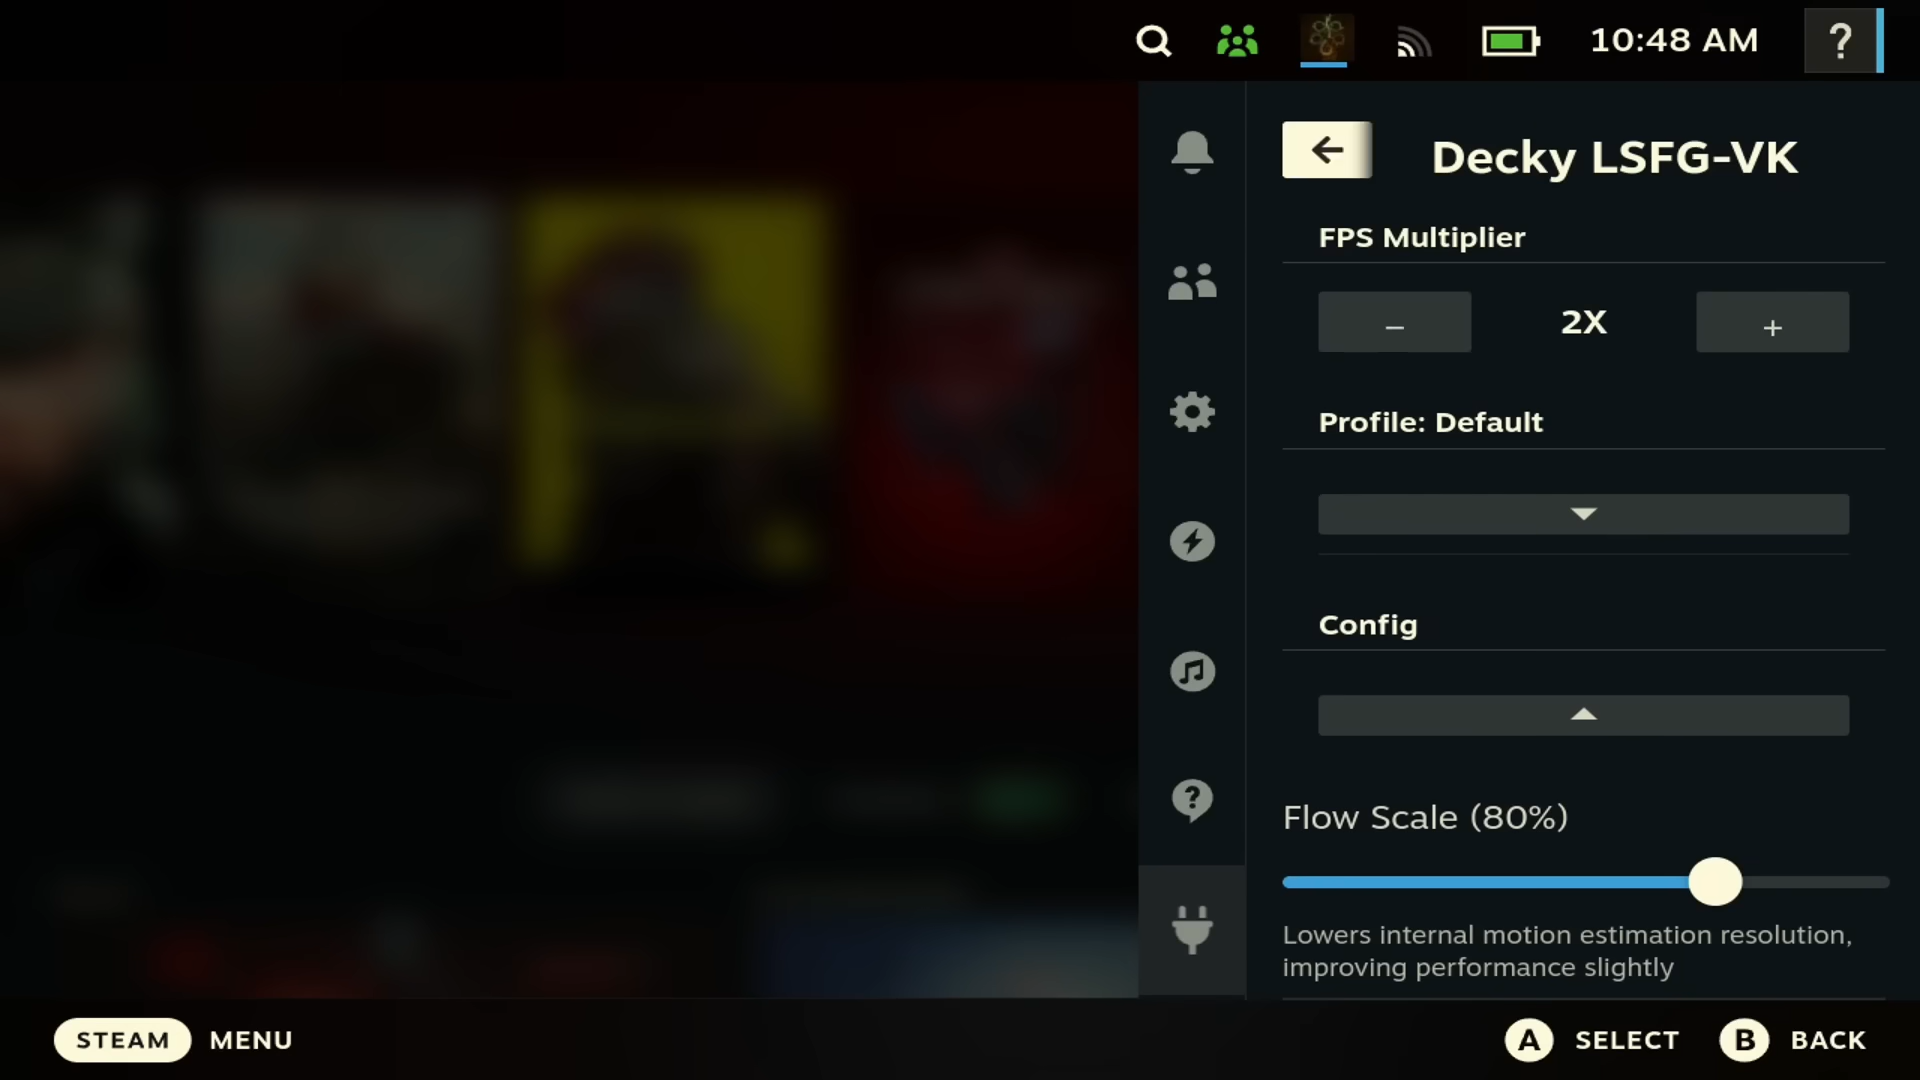 10:48 AM
?
Decky LSFG-VK
FPS Multiplier
− 2X +
Profile: Default
Config
Flow Scale (80%)
Lowers internal motion estimation resolution,
improving performance slightly
STEAM MENU
A SELECT B BACK